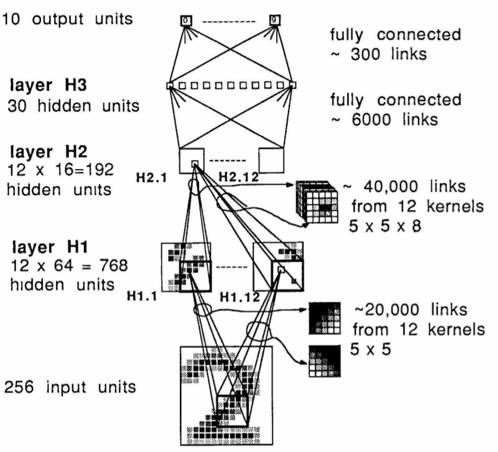 10 output units
0
9
fully connected
~ 300 links
layer H3
30 hidden units
fully connected
~ 6000 links
layer H2
12 x 16=192
hidden units
H2.1
H2.12
~ 40,000 links
from 12 kernels
5 x 5 x 8
layer H1
12 x 64 = 768
hidden units
H1.1
H1.12
~20,000 links
from 12 kernels
5 x 5
256 input units